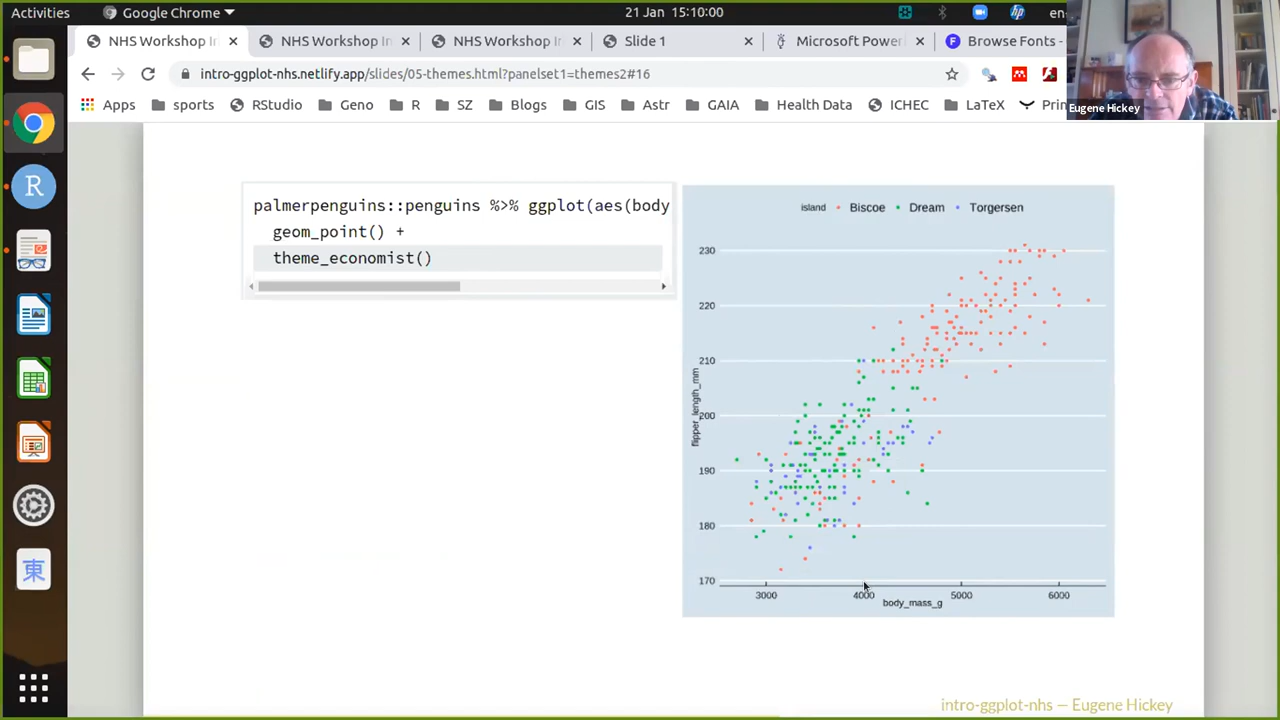 Activities Google Chrome 21 Jan 15:10:00 en
NHS Workshop In NHS Workshop In NHS Workshop In Slide 1 Microsoft Power Browse Fonts -
intro-ggplot-nhs.netlify.app/slides/05-themes.html?panelset1=themes2#16
Apps sports RStudio Geno R SZ Blogs GIS Astr GAIA Health Data ICHEC LaTeX Prin
Eugene Hickey
palmerpenguins::penguins %>% ggplot(aes(body
geom_point() +
theme_economist()
island Biscoe Dream Torgersen
230
220
210
200
190
180
170
flipper_length_mm
3000 4000 5000 6000
body_mass_g
intro-ggplot-nhs — Eugene Hickey
R
東
hp